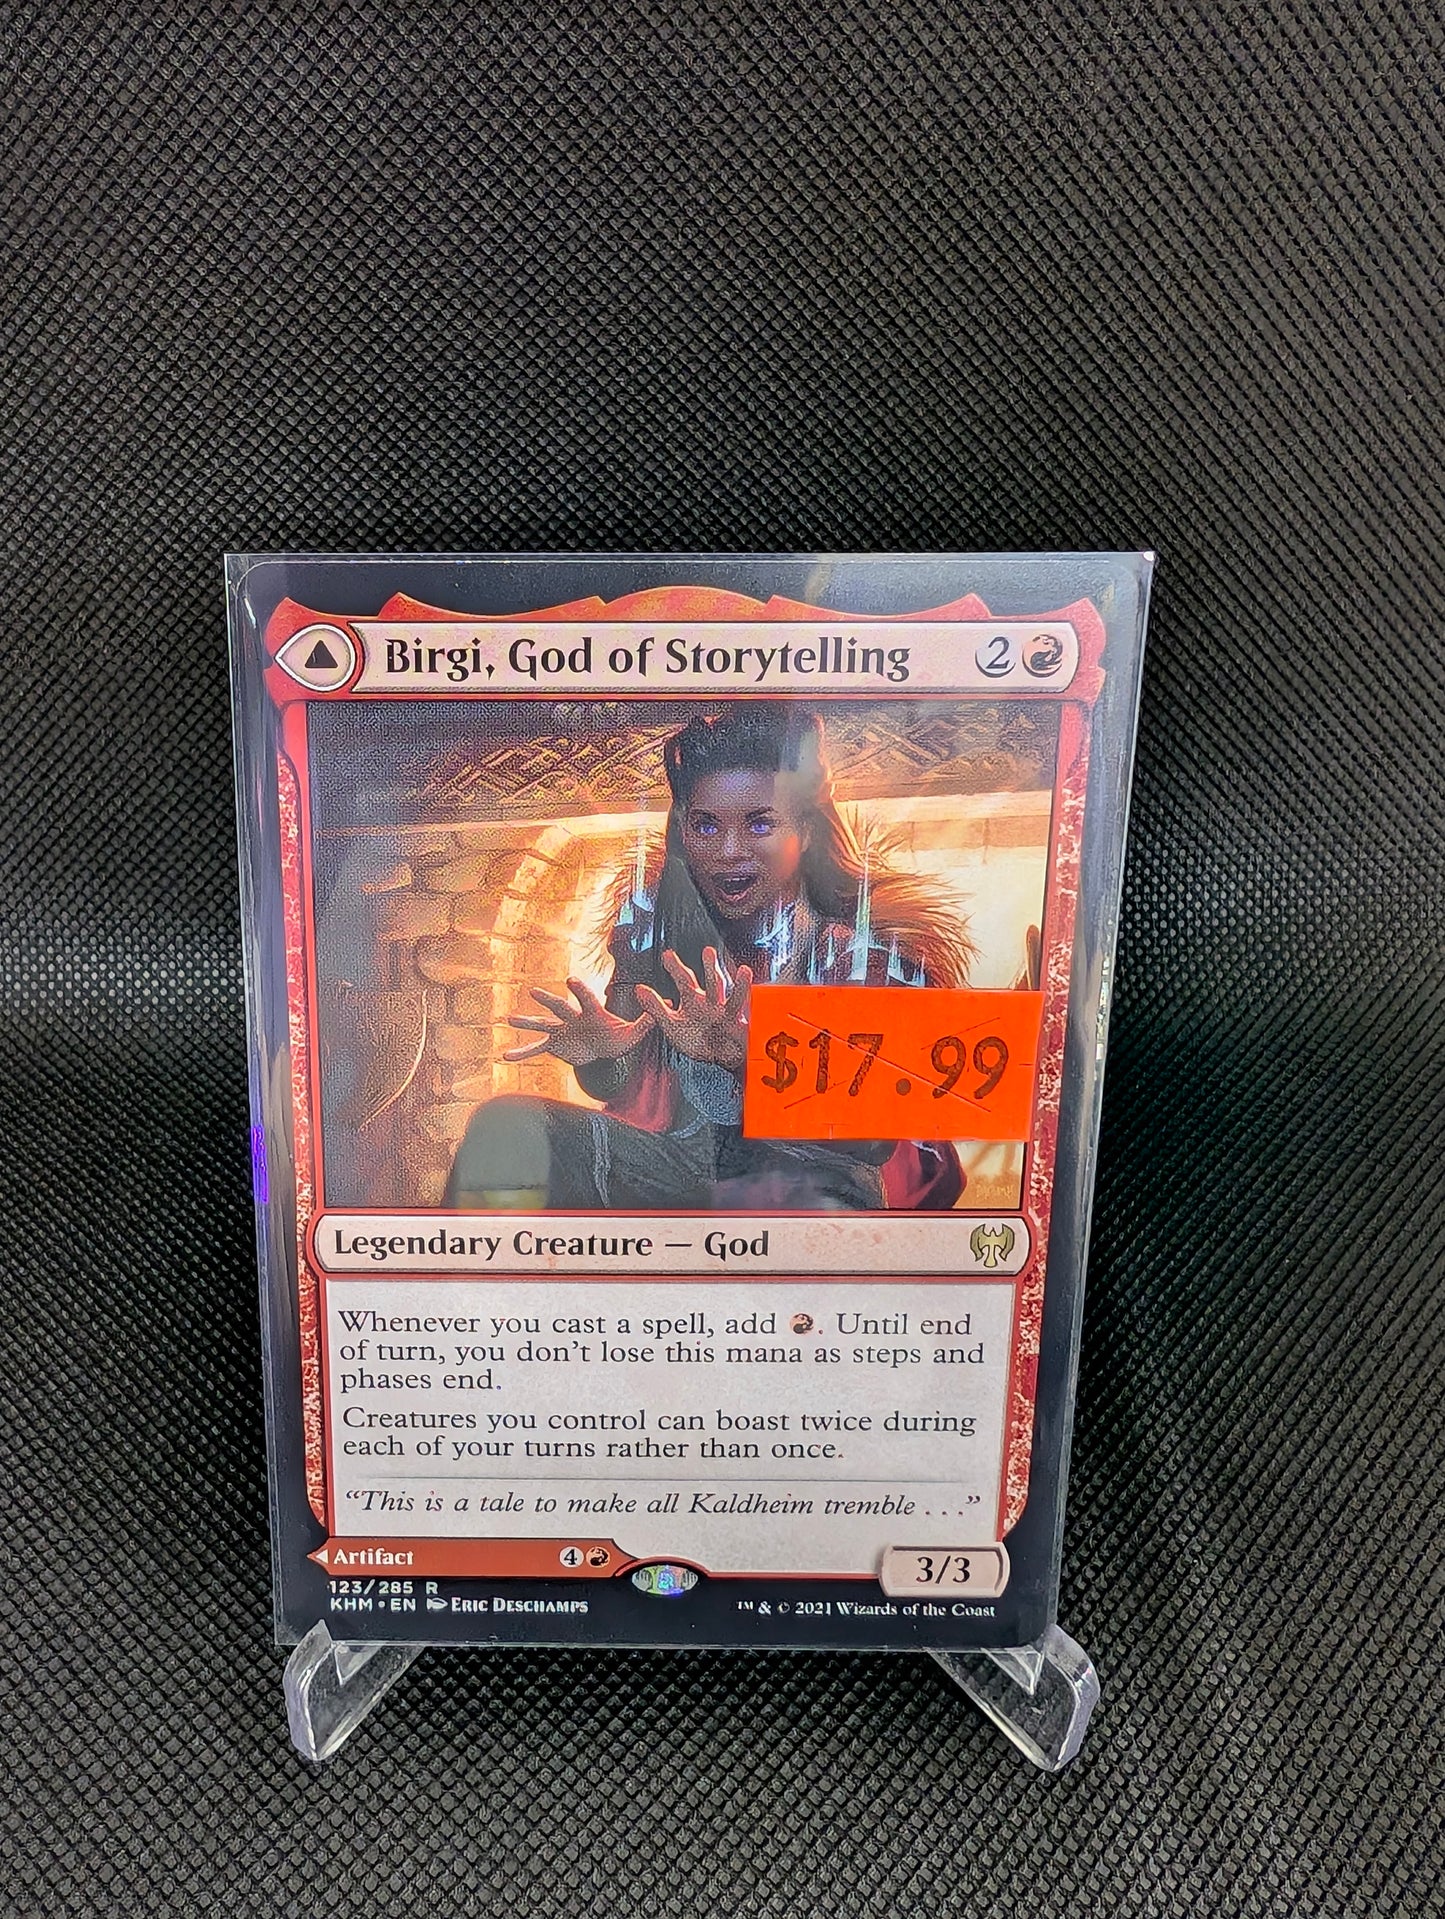 Birgi, God of Storytelling 2
$17.99
Legendary Creature — God
Whenever you cast a spell, add . Until end
of turn, you don't lose this mana as steps and
phases end.
Creatures you control can boast twice during
each of your turns rather than once.
“This is a tale to make all Kaldheim tremble . . .”
Artifact 4
3/3
123/285 R
KHM • EN Eric Deschamps
™ & © 2021 Wizards of the Coast